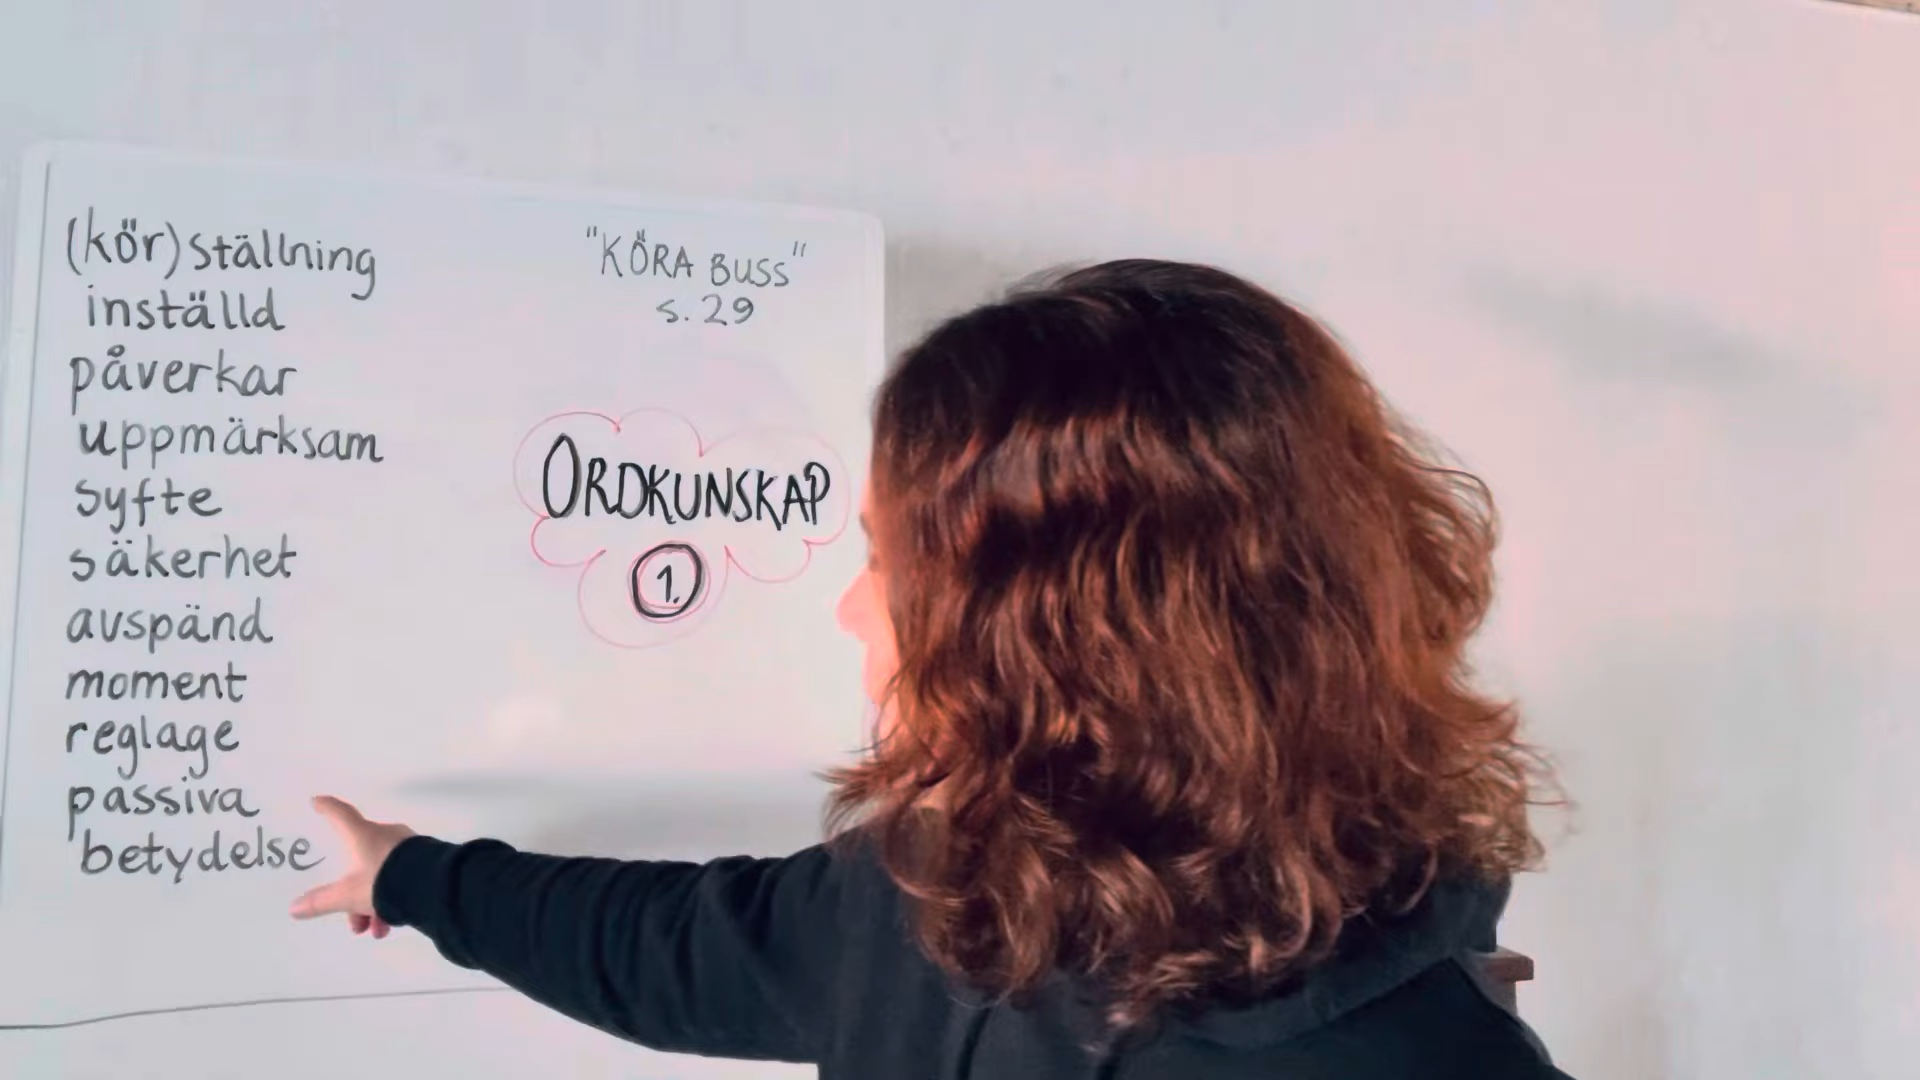 (kör)ställning
inställd
påverkar
uppmärksam
syfte
säkerhet
avspänd
moment
reglage
passiva
betydelse
"KÖRA BUSS"
s. 29
ORDKUNSKAP
1.